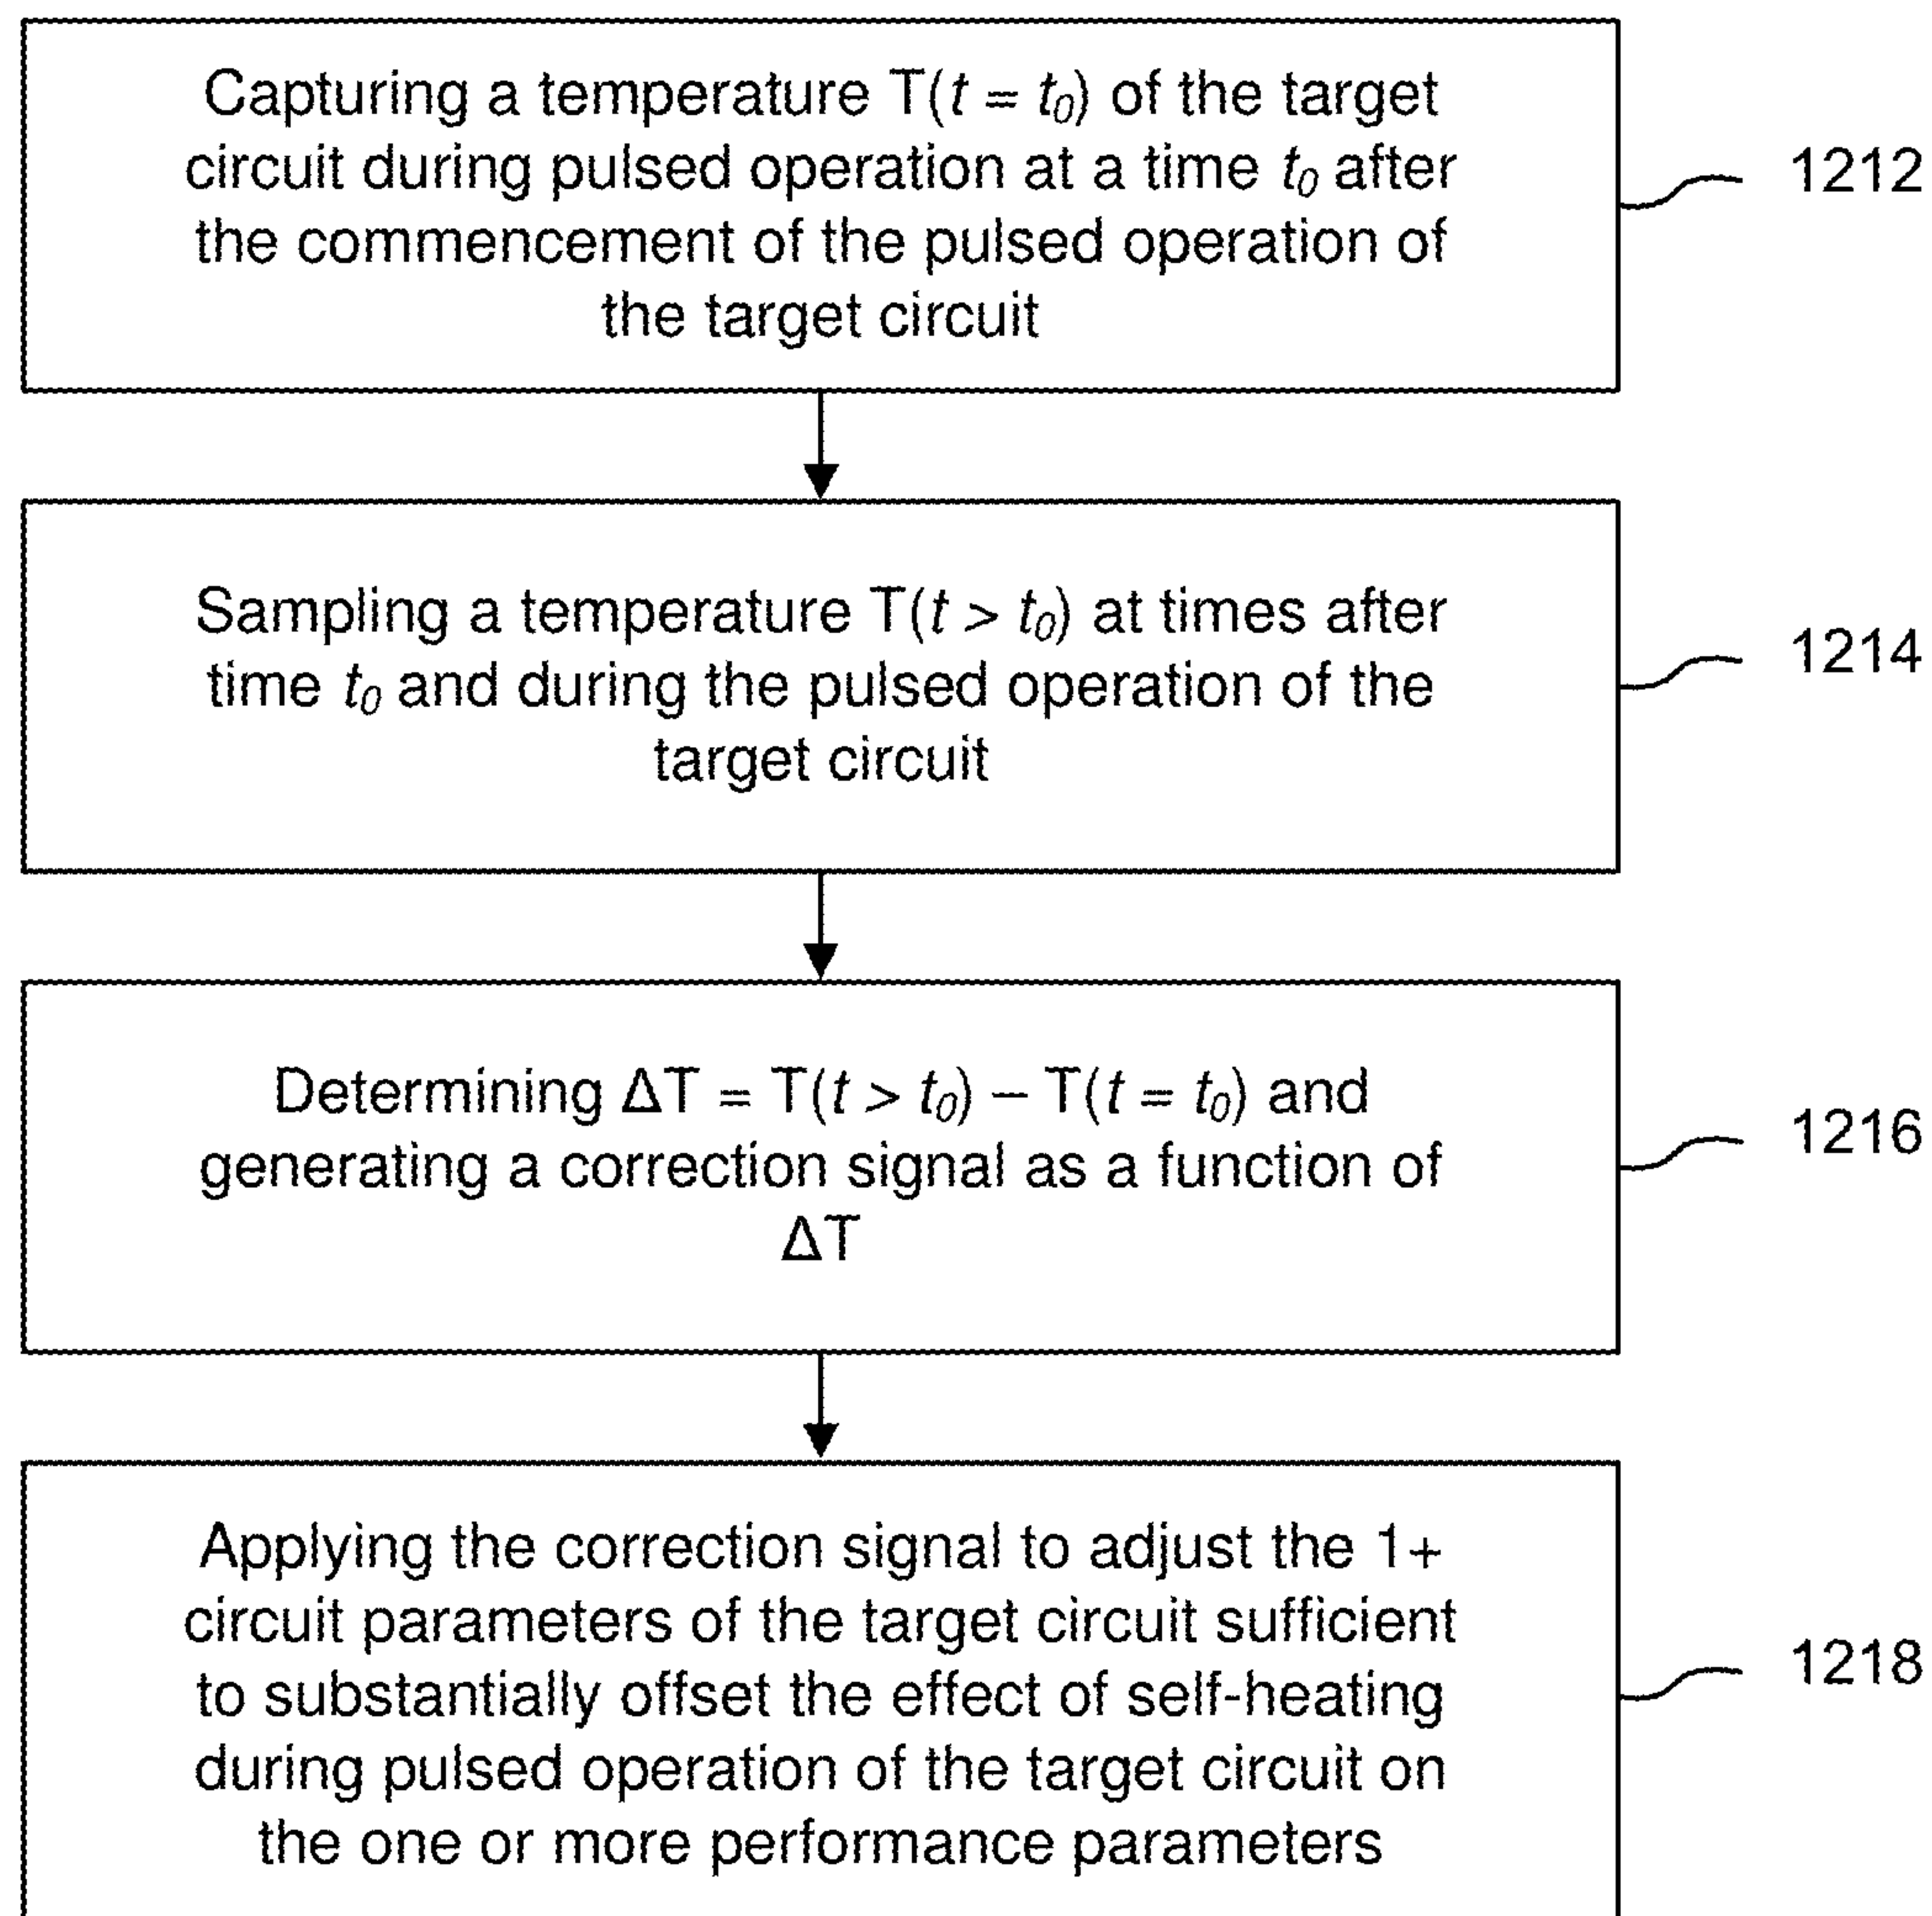 Capturing a temperature T(t = t₀) of the target
circuit during pulsed operation at a time t₀ after
the commencement of the pulsed operation of
the target circuit
1212
Sampling a temperature T(t > t₀) at times after
time t₀ and during the pulsed operation of the
target circuit
1214
Determining ΔT = T(t > t₀) – T(t = t₀) and
generating a correction signal as a function of
ΔT
1216
Applying the correction signal to adjust the 1+
circuit parameters of the target circuit sufficient
to substantially offset the effect of self-heating
during pulsed operation of the target circuit on
the one or more performance parameters
1218